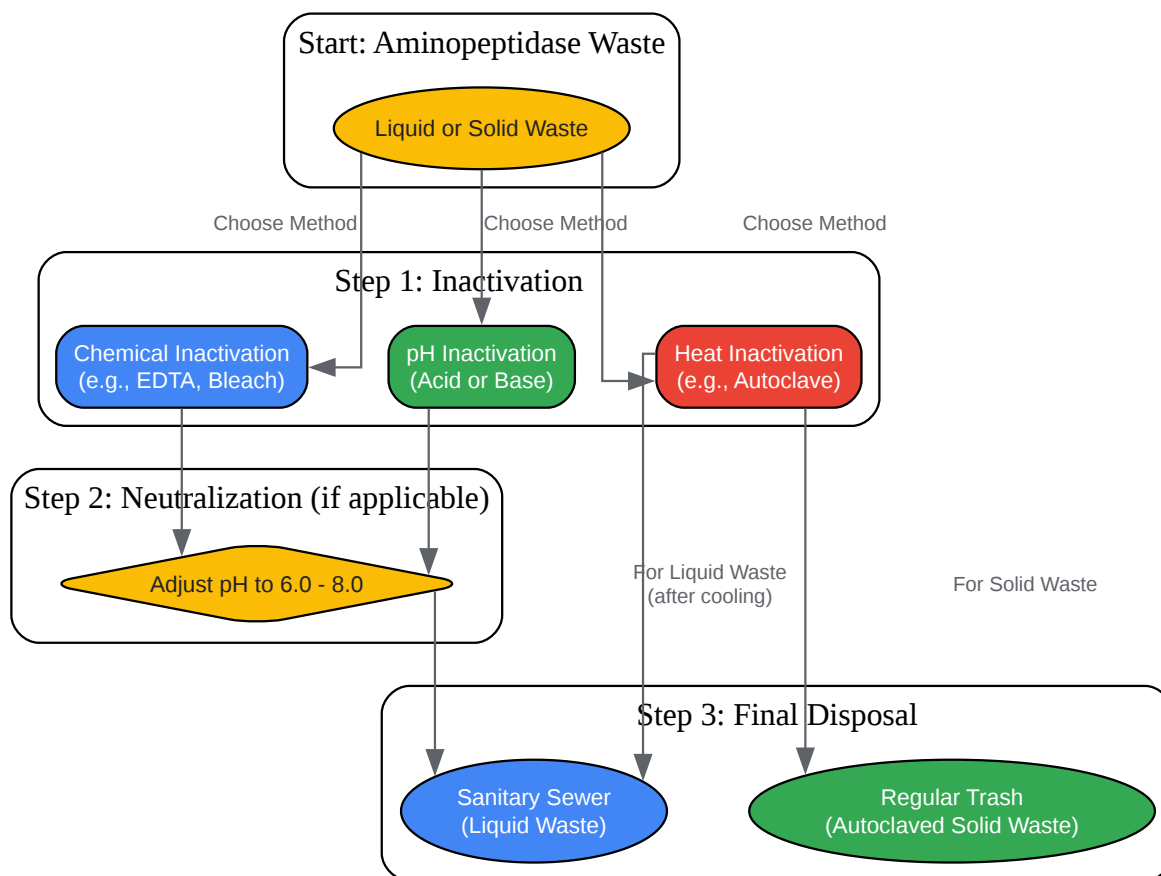 Start: Aminopeptidase Waste
Liquid or Solid Waste
Choose Method
Choose Method
Choose Method
Step 1: Inactivation
Chemical Inactivation
(e.g., EDTA, Bleach)
pH Inactivation
(Acid or Base)
Heat Inactivation
(e.g., Autoclave)
Step 2: Neutralization (if applicable)
Adjust pH to 6.0 - 8.0
For Liquid Waste
(after cooling)
For Solid Waste
Step 3: Final Disposal
Sanitary Sewer
(Liquid Waste)
Regular Trash
(Autoclaved Solid Waste)